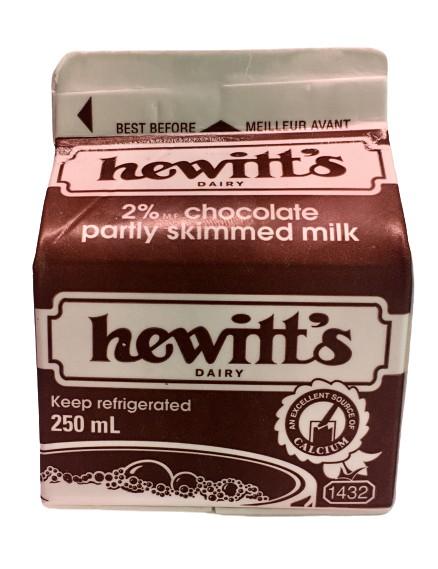 BEST BEFORE MEILLEUR AVANT
hewitt's
DAIRY
2% M.F. chocolate
partly skimmed milk
hewitt's
DAIRY
Keep refrigerated
250 mL
AN EXCELLENT SOURCE OF
CALCIUM
1432